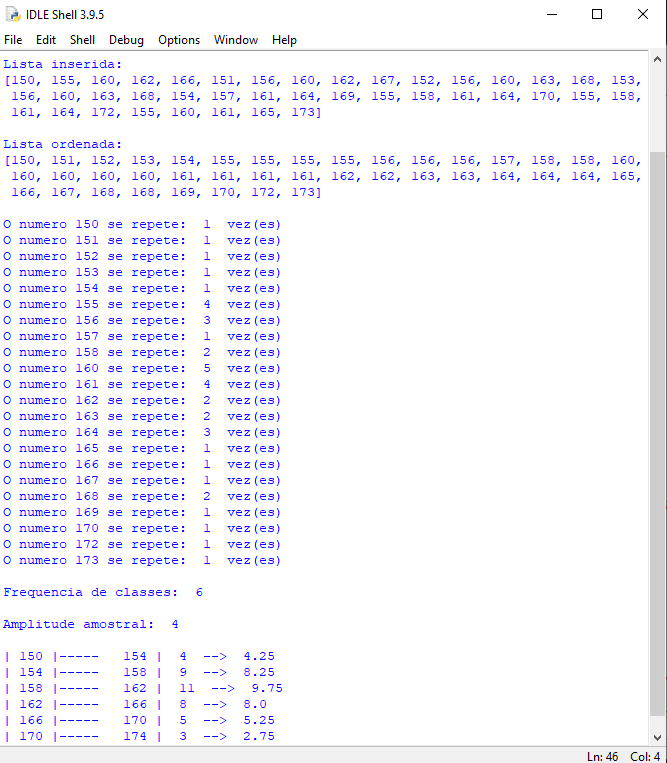 IDLE Shell 3.9.5
File Edit Shell Debug Options Window Help
Lista inserida:
[150, 155, 160, 162, 166, 151, 156, 160, 162, 167, 152, 156, 160, 163, 168, 153,
156, 160, 163, 168, 154, 157, 161, 164, 169, 155, 158, 161, 164, 170, 155, 158,
161, 164, 172, 155, 160, 161, 165, 173]
Lista ordenada:
[150, 151, 152, 153, 154, 155, 155, 155, 155, 156, 156, 156, 157, 158, 158, 160,
160, 160, 160, 160, 161, 161, 161, 161, 162, 162, 163, 163, 164, 164, 164, 165,
166, 167, 168, 168, 169, 170, 172, 173]
O numero 150 se repete: 1 vez(es)
O numero 151 se repete: 1 vez(es)
O numero 152 se repete: 1 vez(es)
O numero 153 se repete: 1 vez(es)
O numero 154 se repete: 1 vez(es)
O numero 155 se repete: 4 vez(es)
O numero 156 se repete: 3 vez(es)
O numero 157 se repete: 1 vez(es)
O numero 158 se repete: 2 vez(es)
O numero 160 se repete: 5 vez(es)
O numero 161 se repete: 4 vez(es)
O numero 162 se repete: 2 vez(es)
O numero 163 se repete: 2 vez(es)
O numero 164 se repete: 3 vez(es)
O numero 165 se repete: 1 vez(es)
O numero 166 se repete: 1 vez(es)
O numero 167 se repete: 1 vez(es)
O numero 168 se repete: 2 vez(es)
O numero 169 se repete: 1 vez(es)
O numero 170 se repete: 1 vez(es)
O numero 172 se repete: 1 vez(es)
O numero 173 se repete: 1 vez(es)
Frequencia de classes: 6
Amplitude amostral: 4
| 150 |----- 154 | 4 --> 4.25
| 154 |----- 158 | 9 --> 8.25
| 158 |----- 162 | 11 --> 9.75
| 162 |----- 166 | 8 --> 8.0
| 166 |----- 170 | 5 --> 5.25
| 170 |----- 174 | 3 --> 2.75
Ln: 46 Col: 4